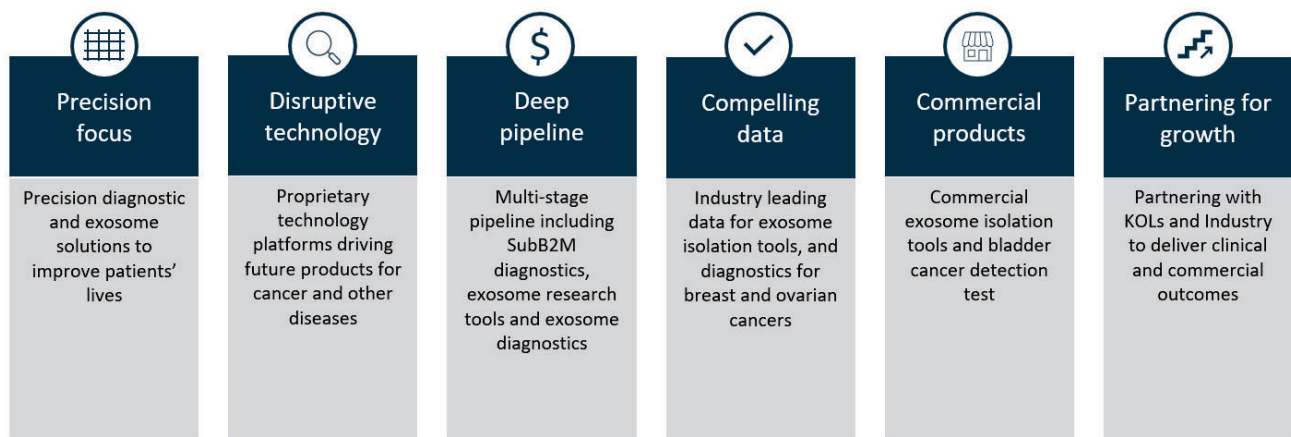 Precision
focus
Precision diagnostic
and exosome
solutions to
improve patients’
lives
Disruptive
technology
Proprietary
technology
platforms driving
future products for
cancer and other
diseases
$
Deep
pipeline
Multi-stage
pipeline including
SubB2M
diagnostics,
exosome research
tools and exosome
diagnostics
Compelling
data
Industry leading
data for exosome
isolation tools, and
diagnostics for
breast and ovarian
cancers
Commercial
products
Commercial
exosome isolation
tools and bladder
cancer detection
test
Partnering for
growth
Partnering with
KOLs and Industry
to deliver clinical
and commercial
outcomes